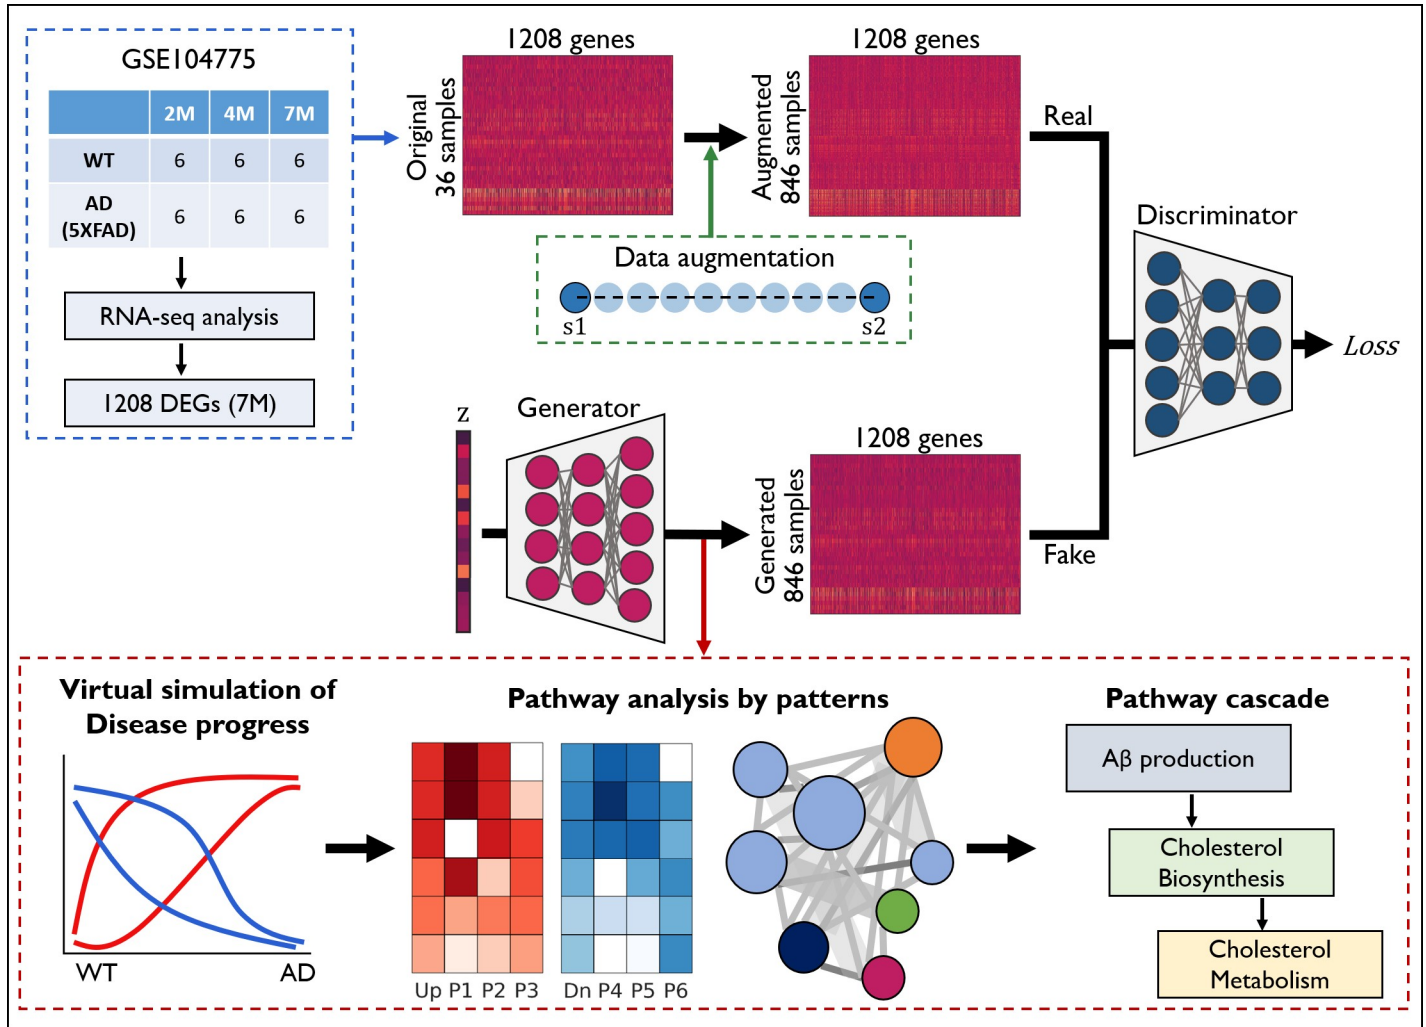 GSE104775
2M 4M 7M
WT 6 6 6
AD
(5XFAD) 6 6 6
RNA-seq analysis
1208 DEGs (7M)
1208 genes
Original
36 samples
1208 genes
Augmented
846 samples
Data augmentation
s1 s2
Real
Discriminator
Loss
z
Generator
1208 genes
Generated
846 samples
Fake
Virtual simulation of
Disease progress
WT AD
Pathway analysis by patterns
Up P1 P2 P3
Dn P4 P5 P6
Pathway cascade
Aβ production
Cholesterol
Biosynthesis
Cholesterol
Metabolism